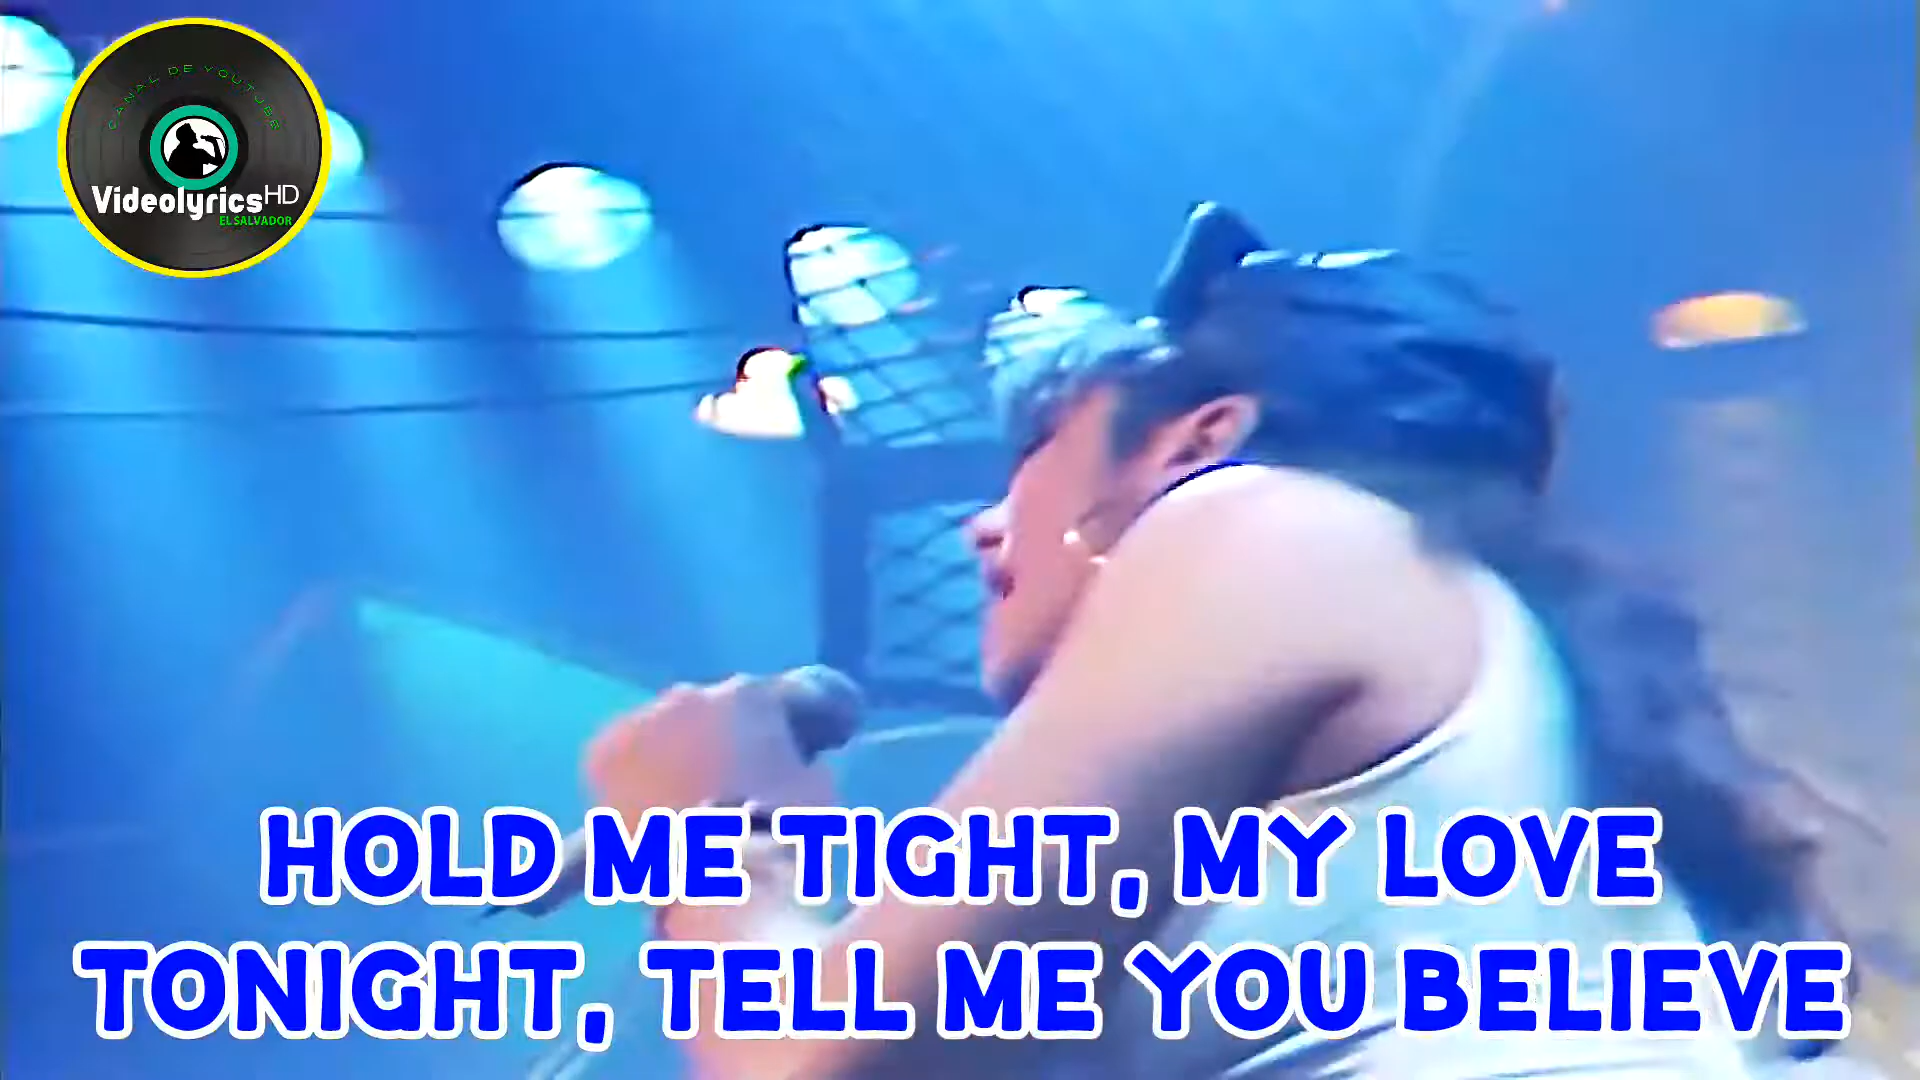 CANAL DE YOUTUBE
VideolyricsHD
EL SALVADOR
HOLD ME TIGHT, MY LOVE
TONIGHT, TELL ME YOU BELIEVE